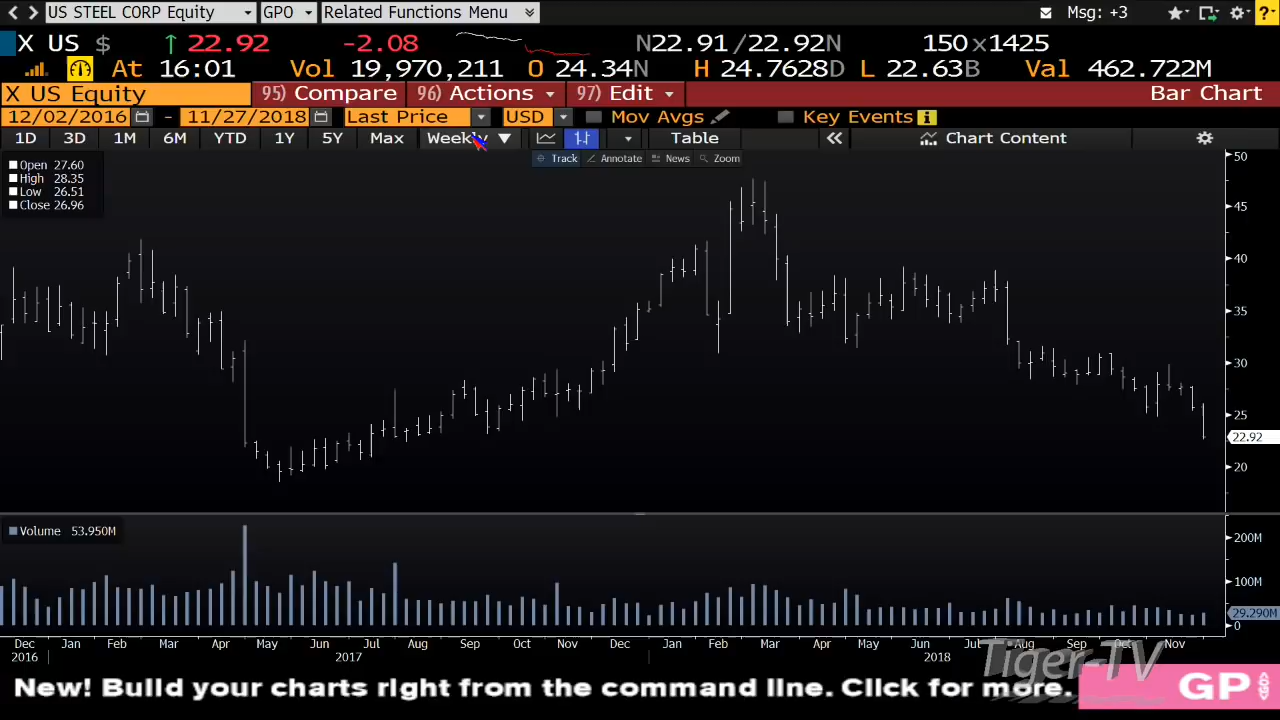 US STEEL CORP Equity GPO Related Functions Menu Msg: +3 ?
X US $ ↑ 22.92 -2.08 N22.91/22.92N 150x1425
At 16:01 Vol 19,970,211 O 24.34N H 24.7628D L 22.63B Val 462.722M
X US Equity 95) Compare 96) Actions 97) Edit Bar Chart
12/02/2016 - 11/27/2018 Last Price USD Mov Avgs Key Events i
1D 3D 1M 6M YTD 1Y 5Y Max Weekly Table Chart Content
Track Annotate News Zoom
Open 27.60
High 28.35
Low 26.51
Close 26.96
50
45
40
35
30
25
22.92
20
Volume 53.950M
200M
100M
29.290M
0
Dec Jan Feb Mar Apr May Jun Jul Aug Sep Oct Nov Dec Jan Feb Mar Apr May Jun Jul Aug Sep Oct Nov
2016 2017 2018
Tiger-TV
New! Build your charts right from the command line. Click for more. GP